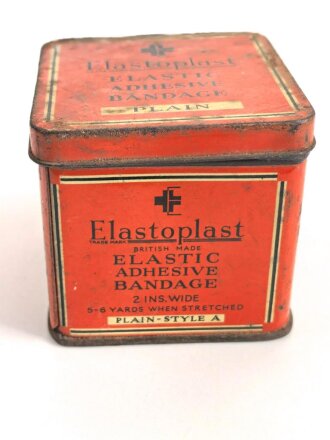 Elastoplast
ELASTIC
ADHESIVE
BANDAGE
PLAIN
Elastoplast
TRADE MARK
BRITISH MADE
ELASTIC
ADHESIVE
BANDAGE
2 INS. WIDE
5-6 YARDS WHEN STRETCHED
PLAIN-STYLE A